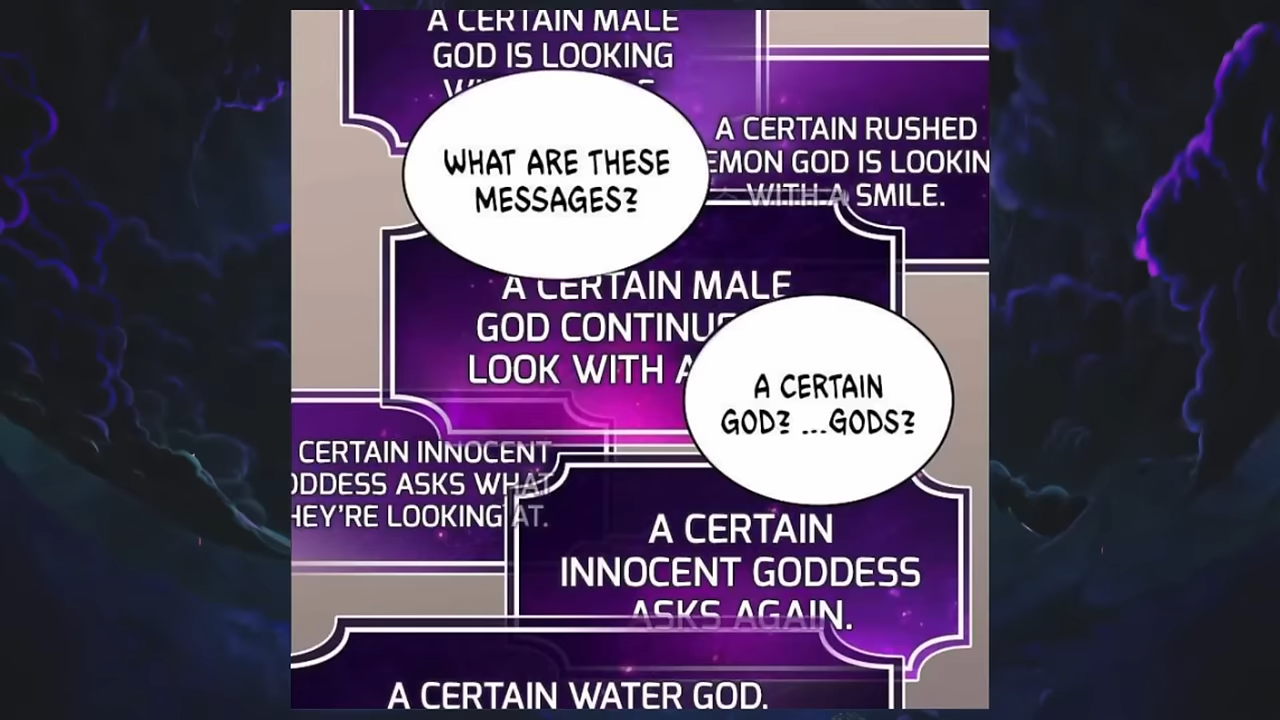 A CERTAIN MALE
GOD IS LOOKING
WHAT ARE THESE
MESSAGES?
A CERTAIN RUSHED
EMON GOD IS LOOKIN
WITH A SMILE.
A CERTAIN MALE
GOD CONTINUE
LOOK WITH A
A CERTAIN
GOD? ...GODS?
CERTAIN INNOCENT
ODDESS ASKS WHAT
HEY'RE LOOKING AT.
A CERTAIN
INNOCENT GODDESS
ASKS AGAIN.
A CERTAIN WATER GOD.